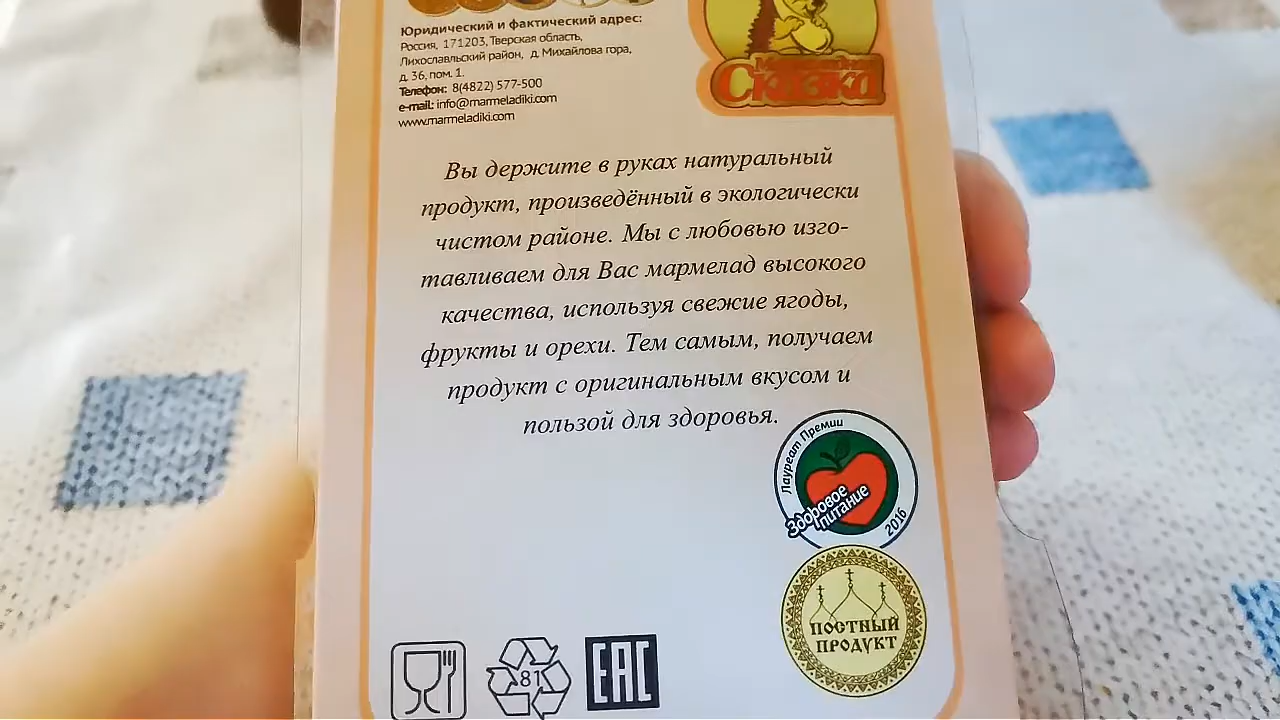 Юридический и фактический адрес:
Россия, 171203, Тверская область,
Лихославльский район, д. Михайлова гора,
д. 36, пом. 1.
Телефон: 8(4822) 577-500
e-mail: info@marmeladiki.com
www.marmeladiki.com
Сказка
Вы держите в руках натуральный
продукт, произведённый в экологически
чистом районе. Мы с любовью изго-
тавливаем для Вас мармелад высокого
качества, используя свежие ягоды,
фрукты и орехи. Тем самым, получаем
продукт с оригинальным вкусом и
пользой для здоровья.
Лауреат Премии
Здоровое
питание
2016
ПОСТНЫЙ
ПРОДУКТ
81
EAC